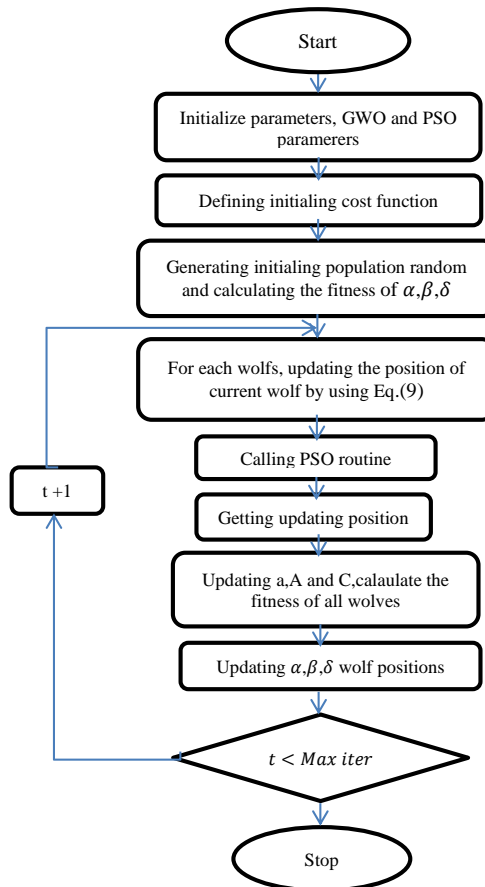 Start
Initialize parameters, GWO and PSO
paramerers
Defining initialing cost function
Generating initialing population random
and calculating the fitness of α,β,δ
For each wolfs, updating the position of
current wolf by using Eq.(9)
Calling PSO routine
t +1
Getting updating position
Updating a,A and C,calaulate the
fitness of all wolves
Updating α,β,δ wolf positions
t < Max iter
Stop